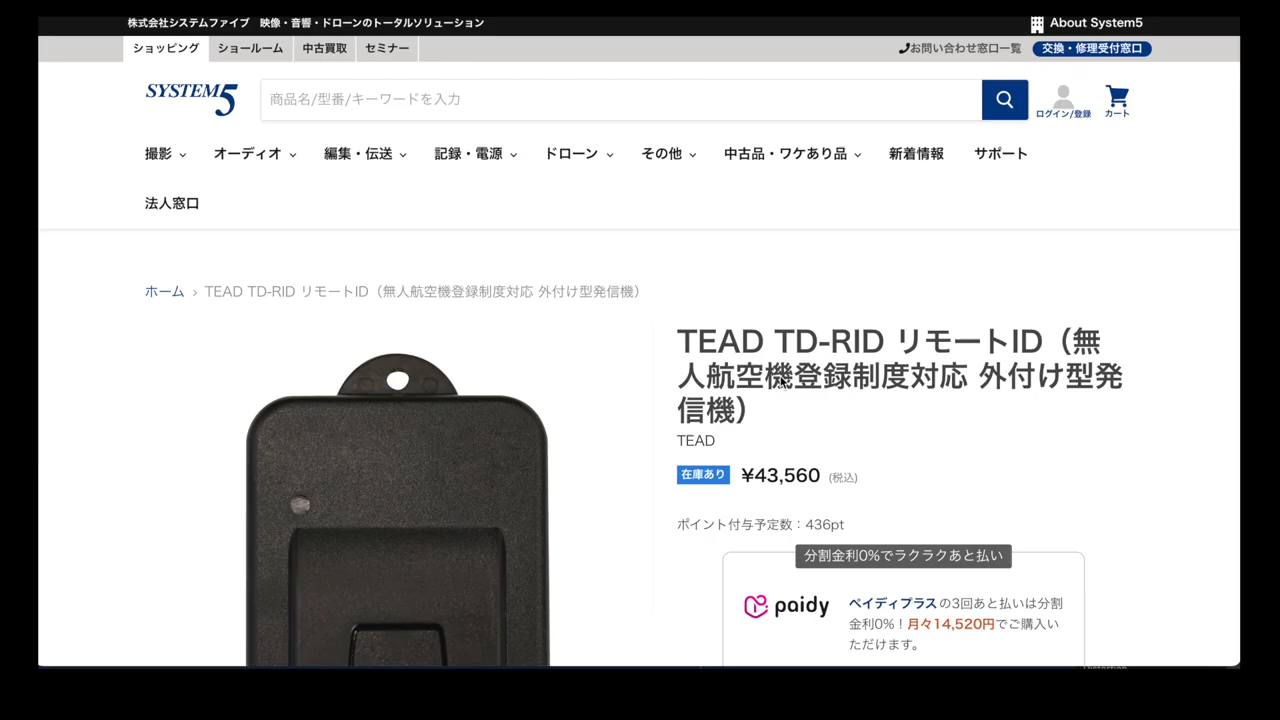 株式会社システムファイブ 映像・音響・ドローンのトータルソリューション
About System5
ショッピング ショールーム 中古買取 セミナー
お問い合わせ窓口一覧 交換・修理受付窓口
SYSTEM5
商品名/型番/キーワードを入力
ログイン/登録 カート
撮影 オーディオ 編集・伝送 記録・電源 ドローン その他 中古品・ワケあり品 新着情報 サポート
法人窓口
ホーム › TEAD TD-RID リモートID（無人航空機登録制度対応 外付け型発信機）
TEAD TD-RID リモートID（無
人航空機登録制度対応 外付け型発
信機）
TEAD
在庫あり ¥43,560 (税込)
ポイント付与予定数：436pt
分割金利0%でラクラクあと払い
paidy
ペイディプラスの3回あと払いは分割
金利0%！月々14,520円でご購入い
ただけます。